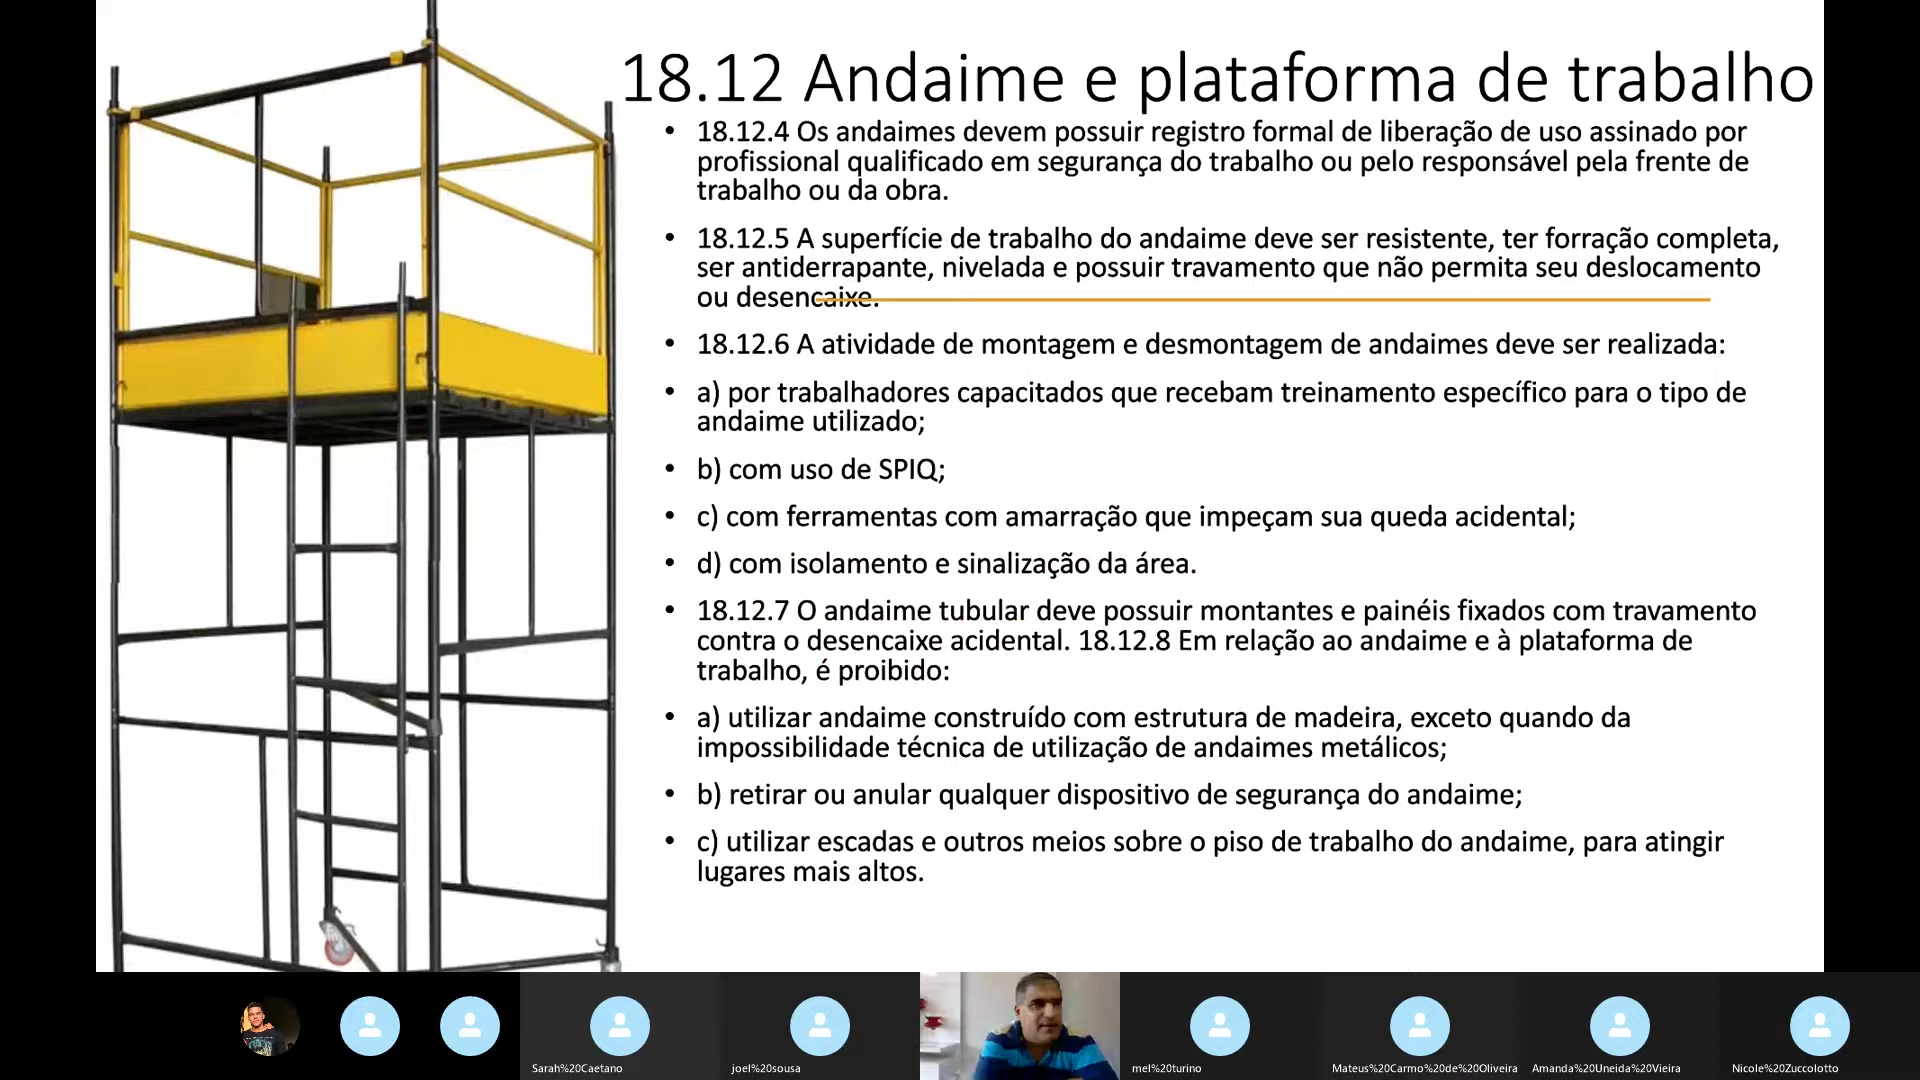 18.12 Andaime e plataforma de trabalho
• 18.12.4 Os andaimes devem possuir registro formal de liberação de uso assinado por
profissional qualificado em segurança do trabalho ou pelo responsável pela frente de
trabalho ou da obra.
• 18.12.5 A superfície de trabalho do andaime deve ser resistente, ter forração completa,
ser antiderrapante, nivelada e possuir travamento que não permita seu deslocamento
ou desencaixe.
• 18.12.6 A atividade de montagem e desmontagem de andaimes deve ser realizada:
• a) por trabalhadores capacitados que recebam treinamento específico para o tipo de
andaime utilizado;
• b) com uso de SPIQ;
• c) com ferramentas com amarração que impeçam sua queda acidental;
• d) com isolamento e sinalização da área.
• 18.12.7 O andaime tubular deve possuir montantes e painéis fixados com travamento
contra o desencaixe acidental. 18.12.8 Em relação ao andaime e à plataforma de
trabalho, é proibido:
• a) utilizar andaime construído com estrutura de madeira, exceto quando da
impossibilidade técnica de utilização de andaimes metálicos;
• b) retirar ou anular qualquer dispositivo de segurança do andaime;
• c) utilizar escadas e outros meios sobre o piso de trabalho do andaime, para atingir
lugares mais altos.
Sarah%20Caetano
joel%20sousa
mel%20turino
Mateus%20Carmo%20de%20Oliveira
Amanda%20Uneida%20Vieira
Nicole%20Zuccolotto